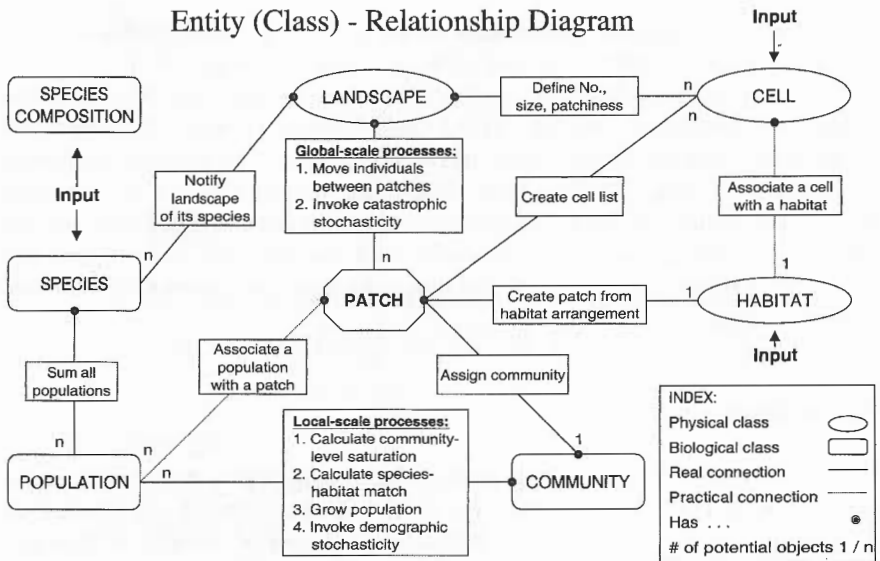 Entity (Class) - Relationship Diagram
Input
SPECIES
COMPOSITION
LANDSCAPE
Define No.,
size, patchiness
n
n
CELL
Input
Notify
landscape
of its species
Global-scale processes:
1. Move individuals
between patches
2. Invoke catastrophic
stochasticity
Create cell list
Associate a cell
with a habitat
n
SPECIES
n
PATCH
Create patch from
habitat arrangement
1
1
HABITAT
Input
Sum all
populations
Associate a
population
with a patch
Assign community
n
n
n
POPULATION
Local-scale processes:
1. Calculate community-
level saturation
2. Calculate species-
habitat match
3. Grow population
4. Invoke demographic
stochasticity
1
COMMUNITY
INDEX:
Physical class
Biological class
Real connection
Practical connection
Has . . .
# of potential objects 1 / n